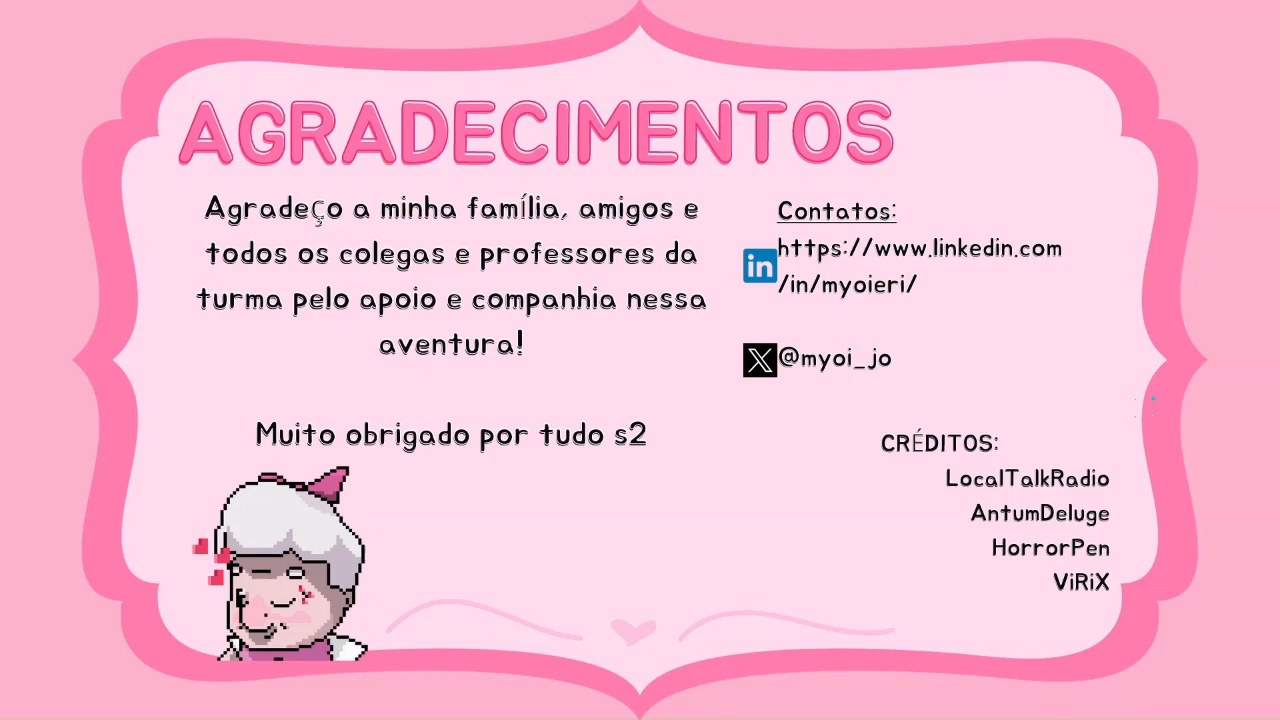 AGRADECIMENTOS
Agradeço a minha família, amigos e
todos os colegas e professores da
turma pelo apoio e companhia nessa
aventura!
Muito obrigado por tudo s2
Contatos:
https://www.linkedin.com
/in/myoieri/
@myoi_jo
CRÉDITOS:
LocalTalkRadio
AntumDeluge
HorrorPen
ViRiX